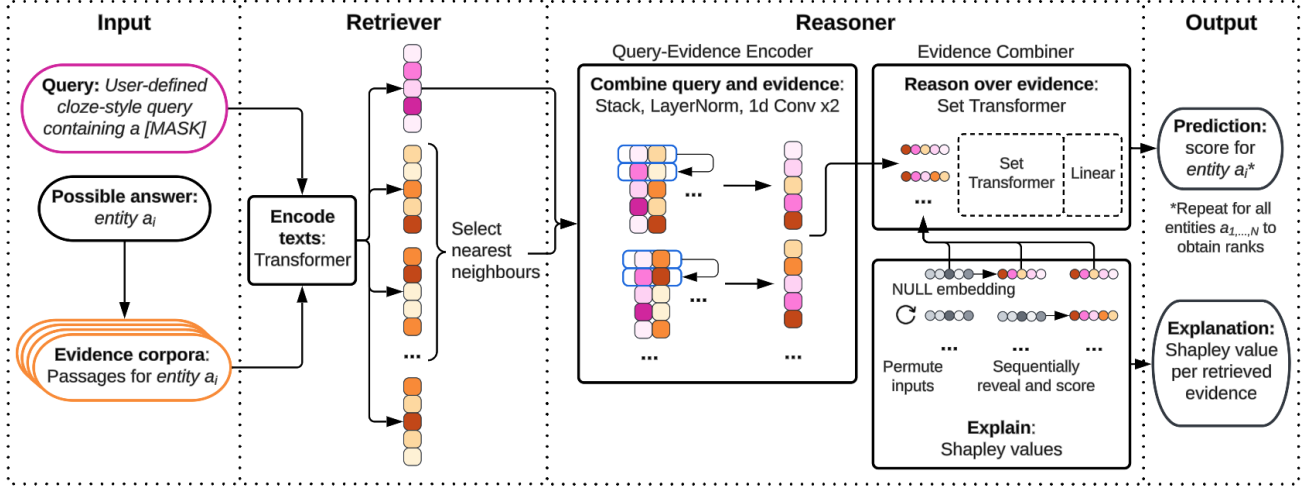 Input
Query: User-defined
cloze-style query
containing a [MASK]
Possible answer:
entity aᵢ
Evidence corpora:
Passages for entity aᵢ
Retriever
Encode
texts:
Transformer
Select
nearest
neighbours
...
Reasoner
Query-Evidence Encoder
Combine query and evidence:
Stack, LayerNorm, 1d Conv x2
...
...
...
...
Evidence Combiner
Reason over evidence:
Set Transformer
...
Set
Transformer
Linear
NULL embedding
...
...
...
Permute
inputs
Sequentially
reveal and score
Explain:
Shapley values
Output
Prediction:
score for
entity aᵢ*
*Repeat for all
entities a₁,...,N to
obtain ranks
Explanation:
Shapley value
per retrieved
evidence